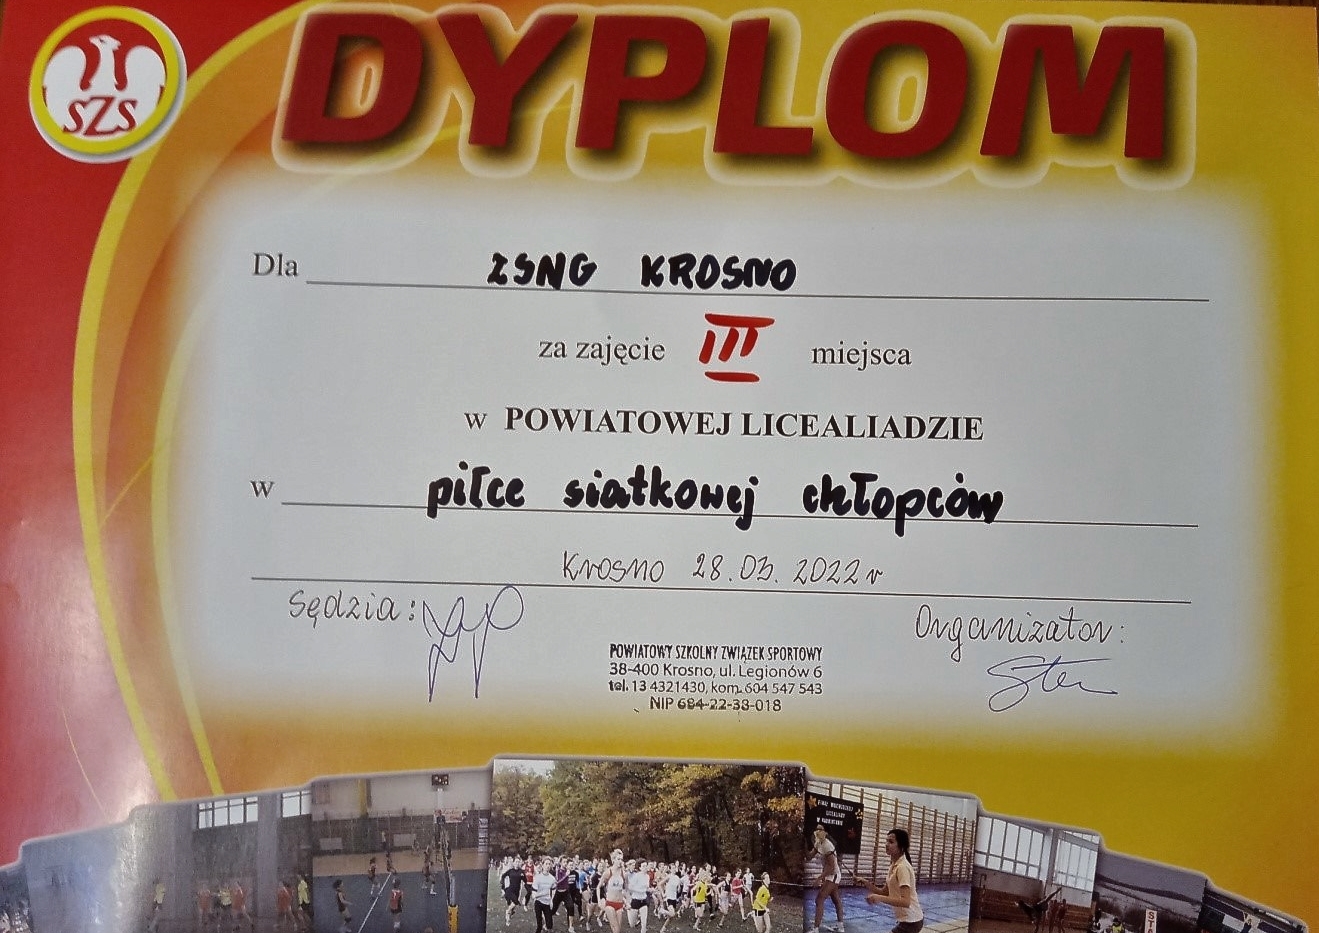 SZS
DYPLOM
Dla ZSNG KROSNO
za zajęcie III miejsca
w POWIATOWEJ LICEALIADZIE
w piłce siatkowej chłopców
Krosno 28.03.2022 r
Sędzia:
Organizator:
POWIATOWY SZKOLNY ZWIĄZEK SPORTOWY
38-400 Krosno, ul. Legionów 6
tel. 13 4321430, kom. 604 547 543
NIP 684-22-33-018